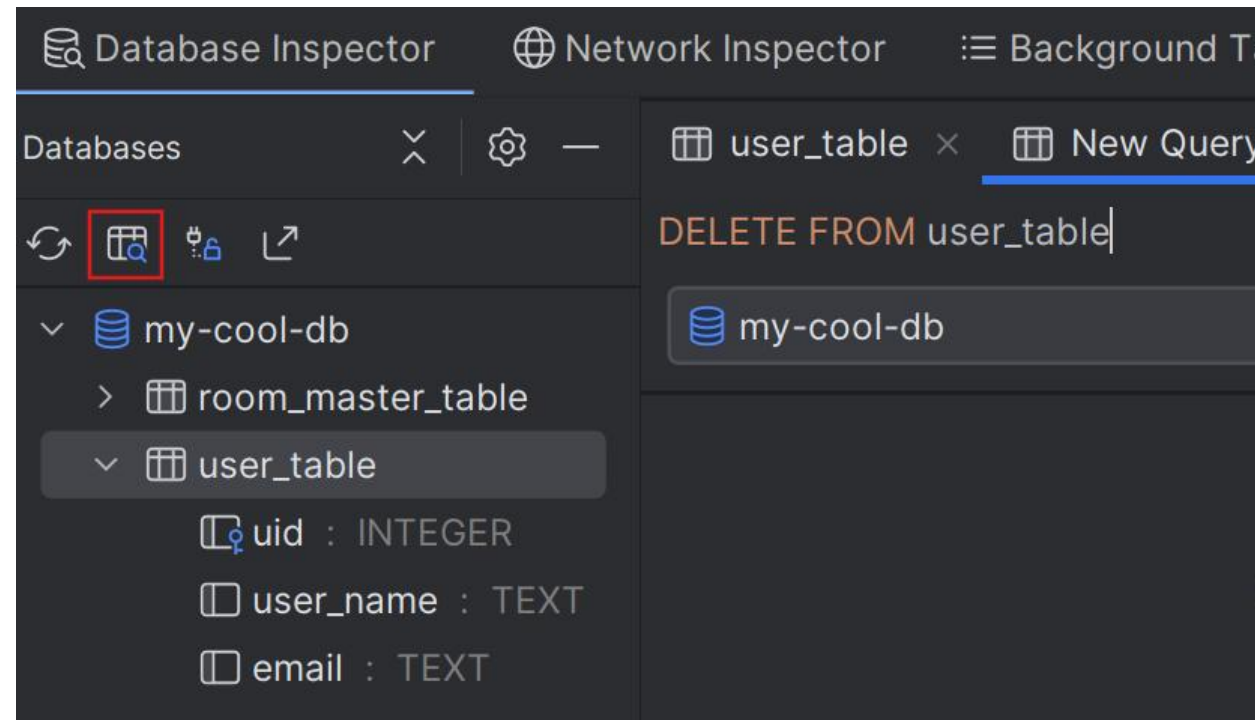 Database Inspector Network Inspector Background T
Databases
user_table New Query
DELETE FROM user_table
my-cool-db
my-cool-db
room_master_table
user_table
uid : INTEGER
user_name : TEXT
email : TEXT